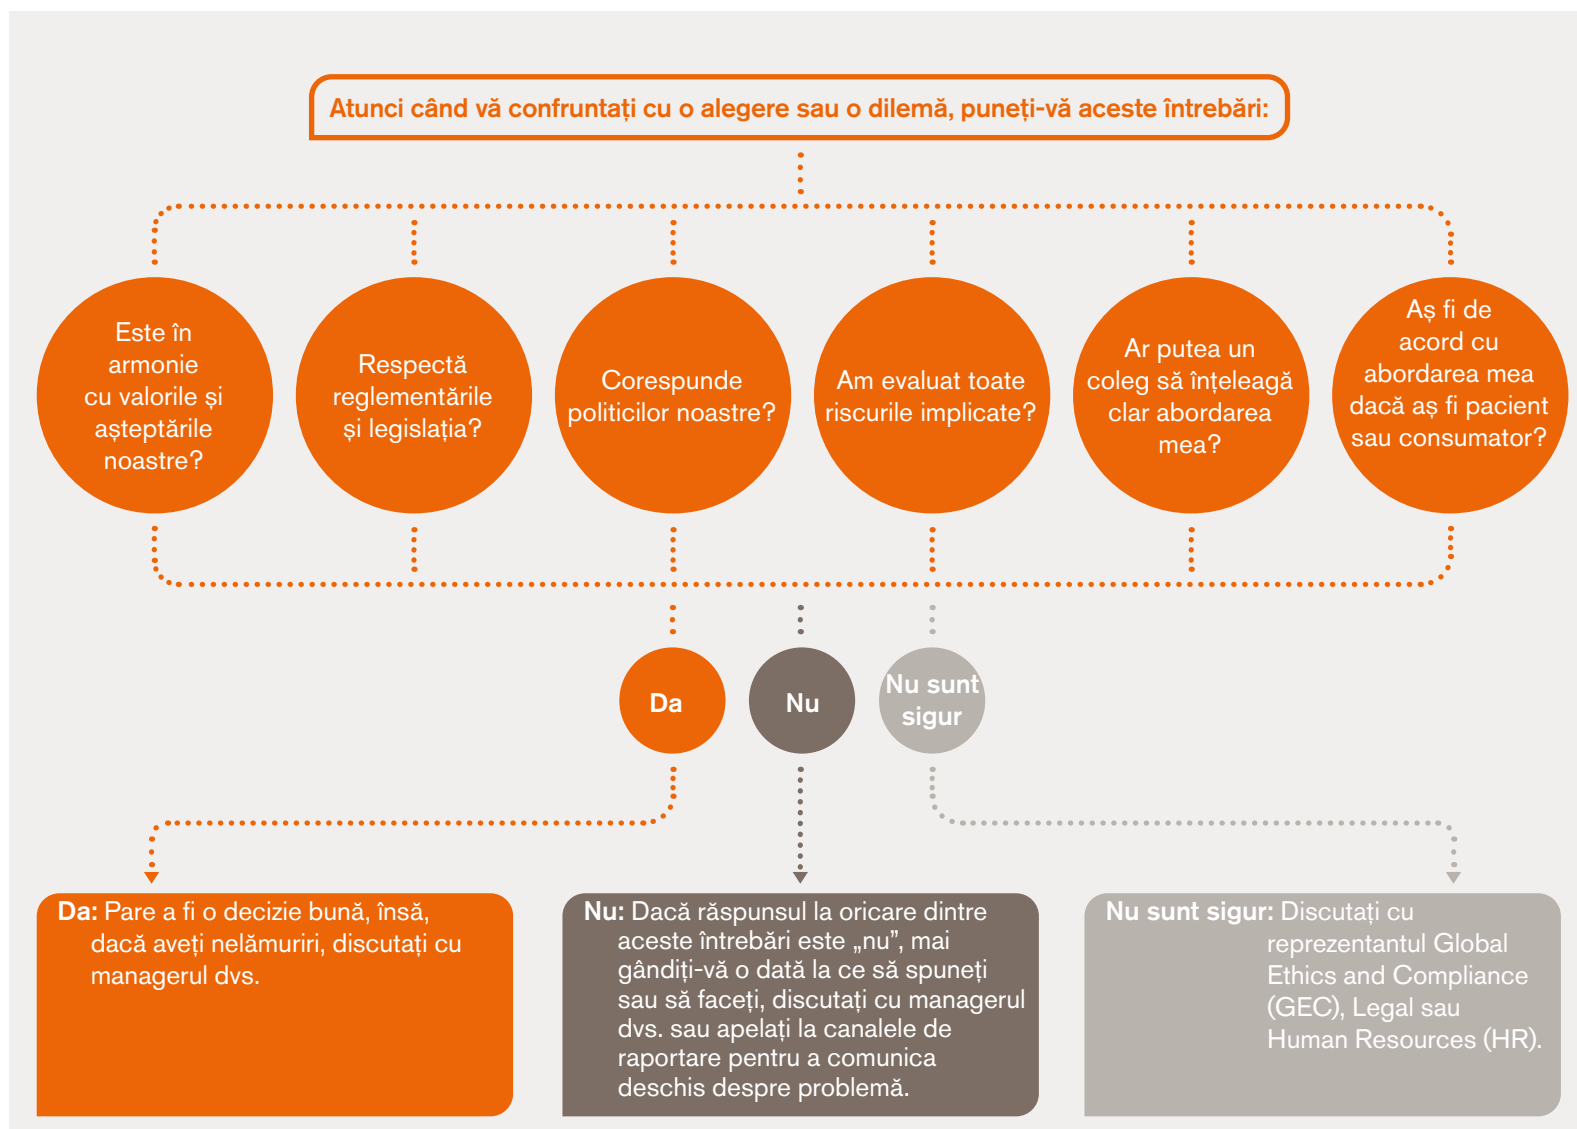 Atunci când vă confruntați cu o alegere sau o dilemă, puneți-vă aceste întrebări:
Este în
armonie
cu valorile și
așteptările
noastre?
Respectă
reglementările
și legislația?
Corespunde
politicilor noastre?
Am evaluat toate
riscurile implicate?
Ar putea un
coleg să înțeleagă
clar abordarea
mea?
Aș fi de
acord cu
abordarea mea
dacă aș fi pacient
sau consumator?
Da
Nu
Nu sunt
sigur
Da: Pare a fi o decizie bună, însă,
dacă aveți nelămuriri, discutați cu
managerul dvs.
Nu: Dacă răspunsul la oricare dintre
aceste întrebări este „nu”, mai
gândiți-vă o dată la ce să spuneți
sau să faceți, discutați cu managerul
dvs. sau apelați la canalele de
raportare pentru a comunica
deschis despre problemă.
Nu sunt sigur: Discutați cu
reprezentantul Global
Ethics and Compliance
(GEC), Legal sau
Human Resources (HR).